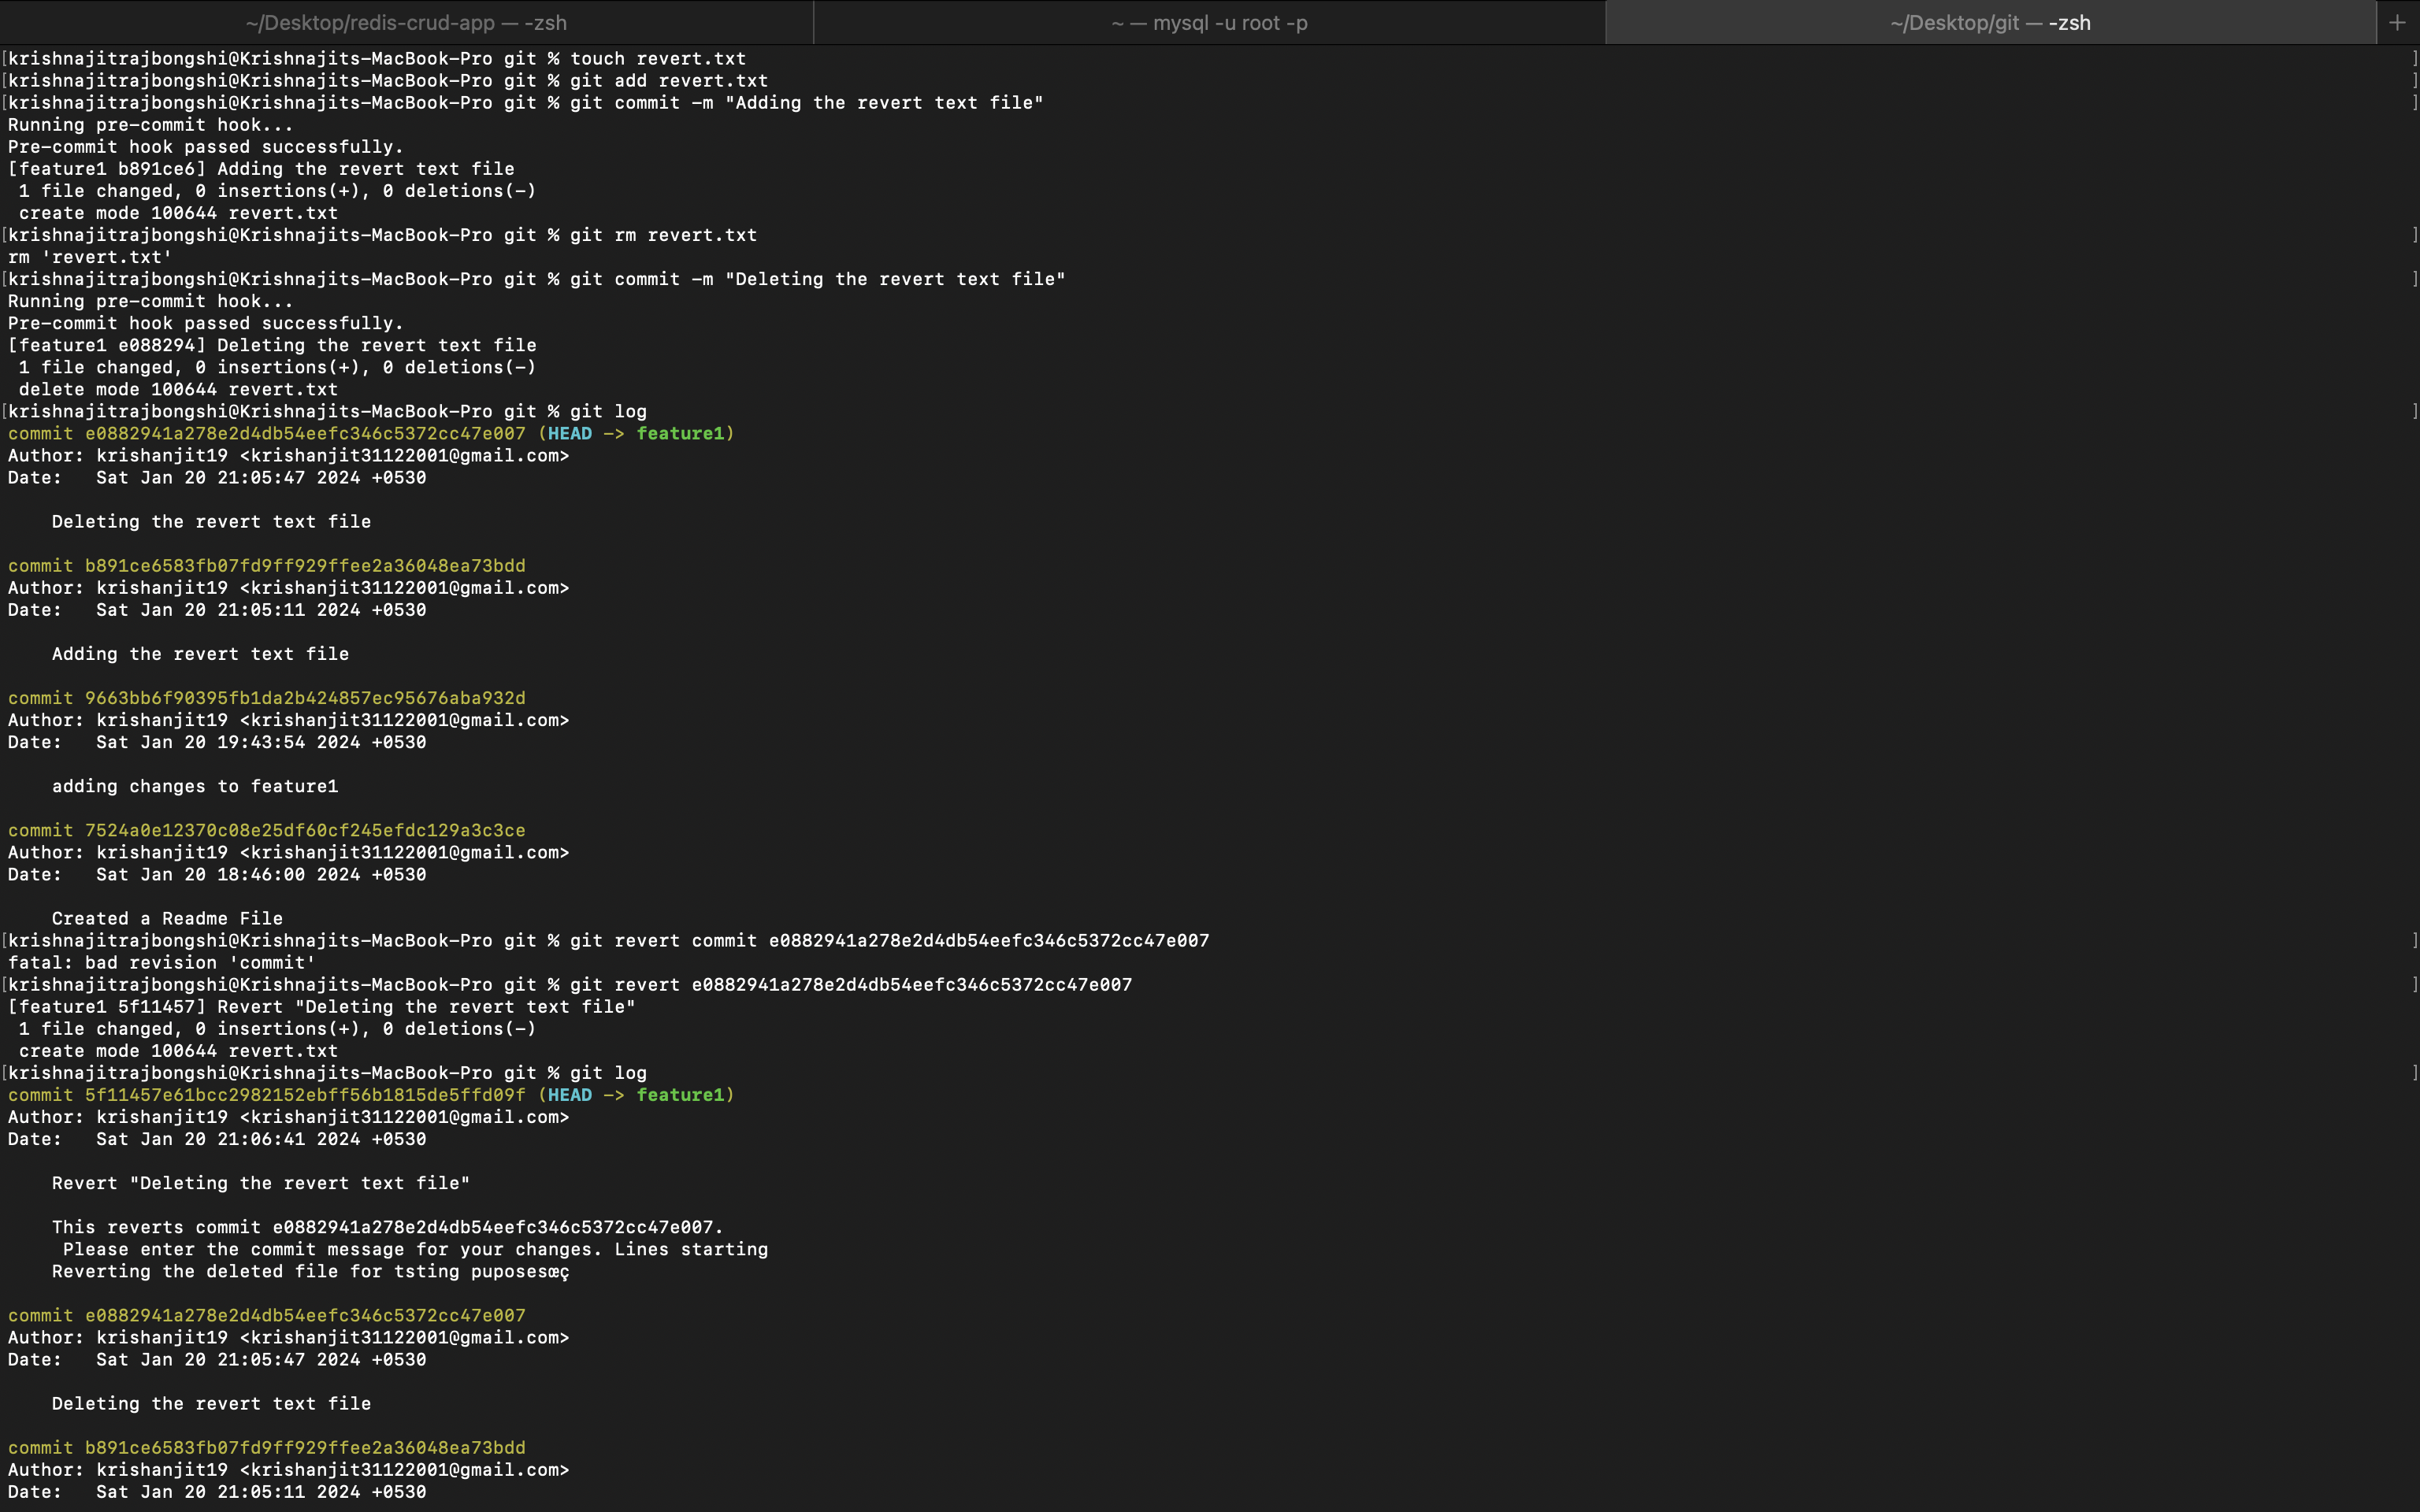 ~/Desktop/redis-crud-app — -zsh
~ — mysql -u root -p
~/Desktop/git — -zsh
+
[krishnajitrajbongshi@Krishnajits-MacBook-Pro git % touch revert.txt ]
[krishnajitrajbongshi@Krishnajits-MacBook-Pro git % git add revert.txt ]
[krishnajitrajbongshi@Krishnajits-MacBook-Pro git % git commit -m "Adding the revert text file" ]
Running pre-commit hook...
Pre-commit hook passed successfully.
[feature1 b891ce6] Adding the revert text file
 1 file changed, 0 insertions(+), 0 deletions(-)
 create mode 100644 revert.txt
[krishnajitrajbongshi@Krishnajits-MacBook-Pro git % git rm revert.txt ]
rm 'revert.txt'
[krishnajitrajbongshi@Krishnajits-MacBook-Pro git % git commit -m "Deleting the revert text file" ]
Running pre-commit hook...
Pre-commit hook passed successfully.
[feature1 e088294] Deleting the revert text file
 1 file changed, 0 insertions(+), 0 deletions(-)
 delete mode 100644 revert.txt
[krishnajitrajbongshi@Krishnajits-MacBook-Pro git % git log ]
commit e0882941a278e2d4db54eefc346c5372cc47e007 (HEAD -> feature1)
Author: krishanjit19 <krishanjit31122001@gmail.com>
Date:   Sat Jan 20 21:05:47 2024 +0530
    Deleting the revert text file
commit b891ce6583fb07fd9ff929ffee2a36048ea73bdd
Author: krishanjit19 <krishanjit31122001@gmail.com>
Date:   Sat Jan 20 21:05:11 2024 +0530
    Adding the revert text file
commit 9663bb6f90395fb1da2b424857ec95676aba932d
Author: krishanjit19 <krishanjit31122001@gmail.com>
Date:   Sat Jan 20 19:43:54 2024 +0530
    adding changes to feature1
commit 7524a0e12370c08e25df60cf245efdc129a3c3ce
Author: krishanjit19 <krishanjit31122001@gmail.com>
Date:   Sat Jan 20 18:46:00 2024 +0530
    Created a Readme File
[krishnajitrajbongshi@Krishnajits-MacBook-Pro git % git revert commit e0882941a278e2d4db54eefc346c5372cc47e007 ]
fatal: bad revision 'commit'
[krishnajitrajbongshi@Krishnajits-MacBook-Pro git % git revert e0882941a278e2d4db54eefc346c5372cc47e007 ]
[feature1 5f11457] Revert "Deleting the revert text file"
 1 file changed, 0 insertions(+), 0 deletions(-)
 create mode 100644 revert.txt
[krishnajitrajbongshi@Krishnajits-MacBook-Pro git % git log ]
commit 5f11457e61bcc2982152ebff56b1815de5ffd09f (HEAD -> feature1)
Author: krishanjit19 <krishanjit31122001@gmail.com>
Date:   Sat Jan 20 21:06:41 2024 +0530
    Revert "Deleting the revert text file"
    This reverts commit e0882941a278e2d4db54eefc346c5372cc47e007.
     Please enter the commit message for your changes. Lines starting
    Reverting the deleted file for tsting puposesœç
commit e0882941a278e2d4db54eefc346c5372cc47e007
Author: krishanjit19 <krishanjit31122001@gmail.com>
Date:   Sat Jan 20 21:05:47 2024 +0530
    Deleting the revert text file
commit b891ce6583fb07fd9ff929ffee2a36048ea73bdd
Author: krishanjit19 <krishanjit31122001@gmail.com>
Date:   Sat Jan 20 21:05:11 2024 +0530